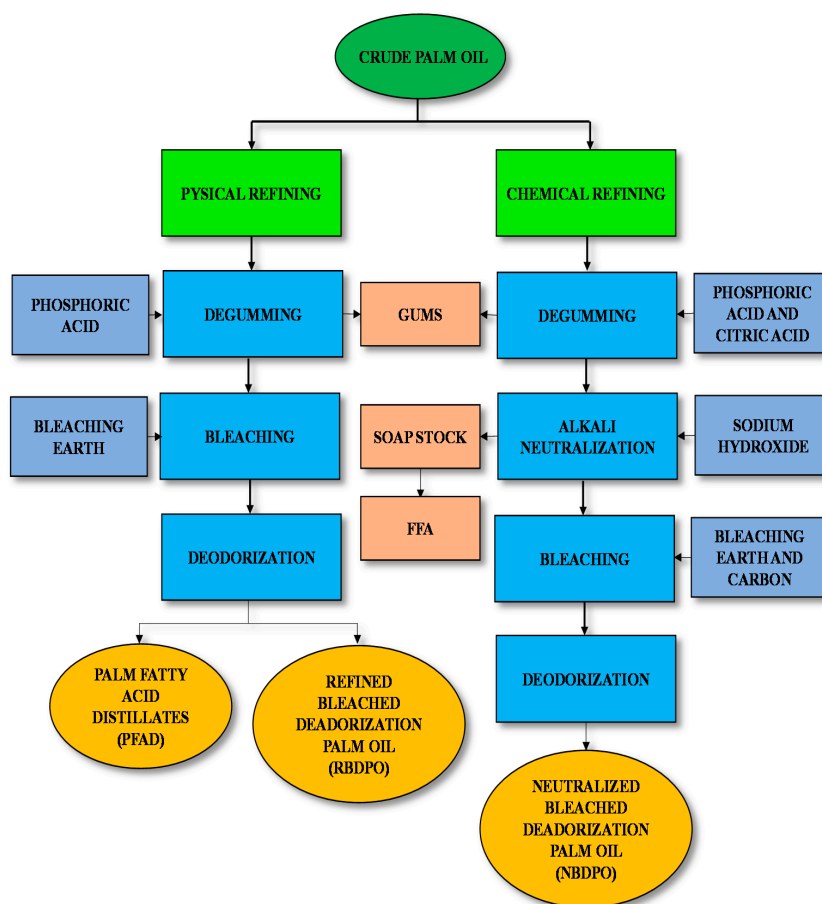 CRUDE PALM OIL
PYSICAL REFINING
CHEMICAL REFINING
PHOSPHORIC
ACID
DEGUMMING
GUMS
DEGUMMING
PHOSPHORIC
ACID AND
CITRIC ACID
BLEACHING
EARTH
BLEACHING
SOAP STOCK
ALKALI
NEUTRALIZATION
SODIUM
HYDROXIDE
DEODORIZATION
FFA
BLEACHING
BLEACHING
EARTH AND
CARBON
PALM FATTY
ACID
DISTILLATES
(PFAD)
REFINED
BLEACHED
DEADORIZATION
PALM OIL
(RBDPO)
DEODORIZATION
NEUTRALIZED
BLEACHED
DEADORIZATION
PALM OIL
(NBDPO)